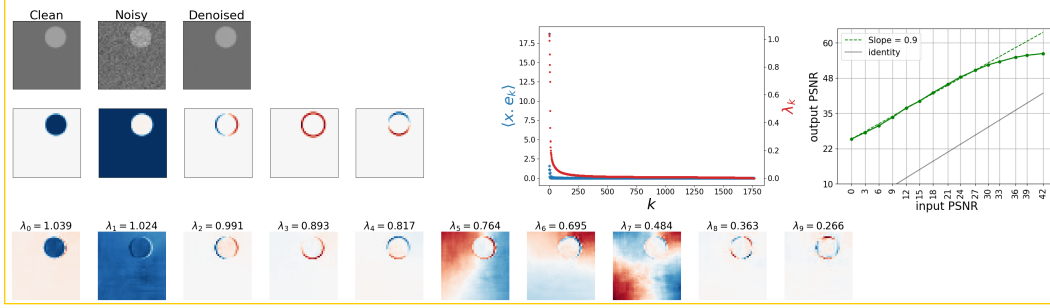 Clean
Noisy
Denoised
17.5
15.0
12.5
10.0
7.5
5.0
2.5
0.0
⟨x. e_k⟩
1.0
0.8
0.6
0.4
0.2
0.0
λ_k
0 250 500 750 1000 1250 1500 1750
k
Slope = 0.9
identity
60
48
35
22
10
output PSNR
0 3 6 9 12 15 18 21 24 27 30 33 36 39 42
input PSNR
λ_0 = 1.039
λ_1 = 1.024
λ_2 = 0.991
λ_3 = 0.893
λ_4 = 0.817
λ_5 = 0.764
λ_6 = 0.695
λ_7 = 0.484
λ_8 = 0.363
λ_9 = 0.266